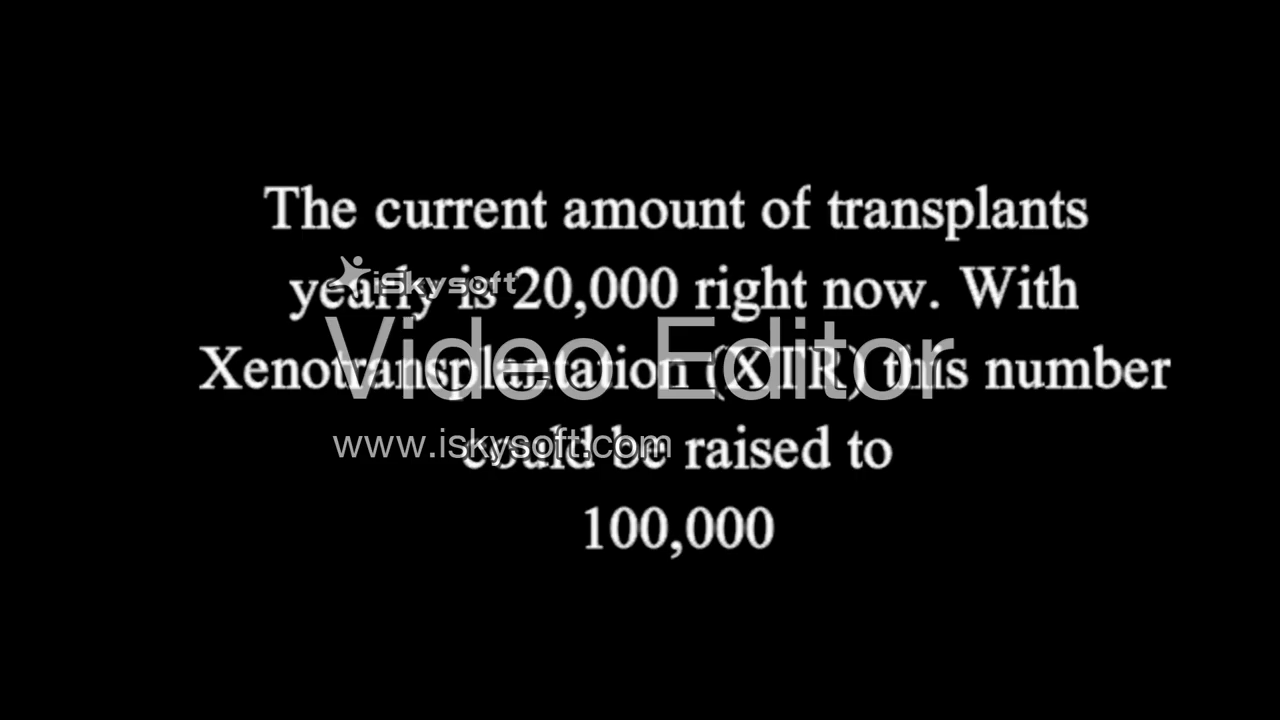 The current amount of transplants
yearly is 20,000 right now. With
iSkysoft
Xenotransplantation (XTR) this number
Video Editor
could be raised to
www.iskysoft.com
100,000